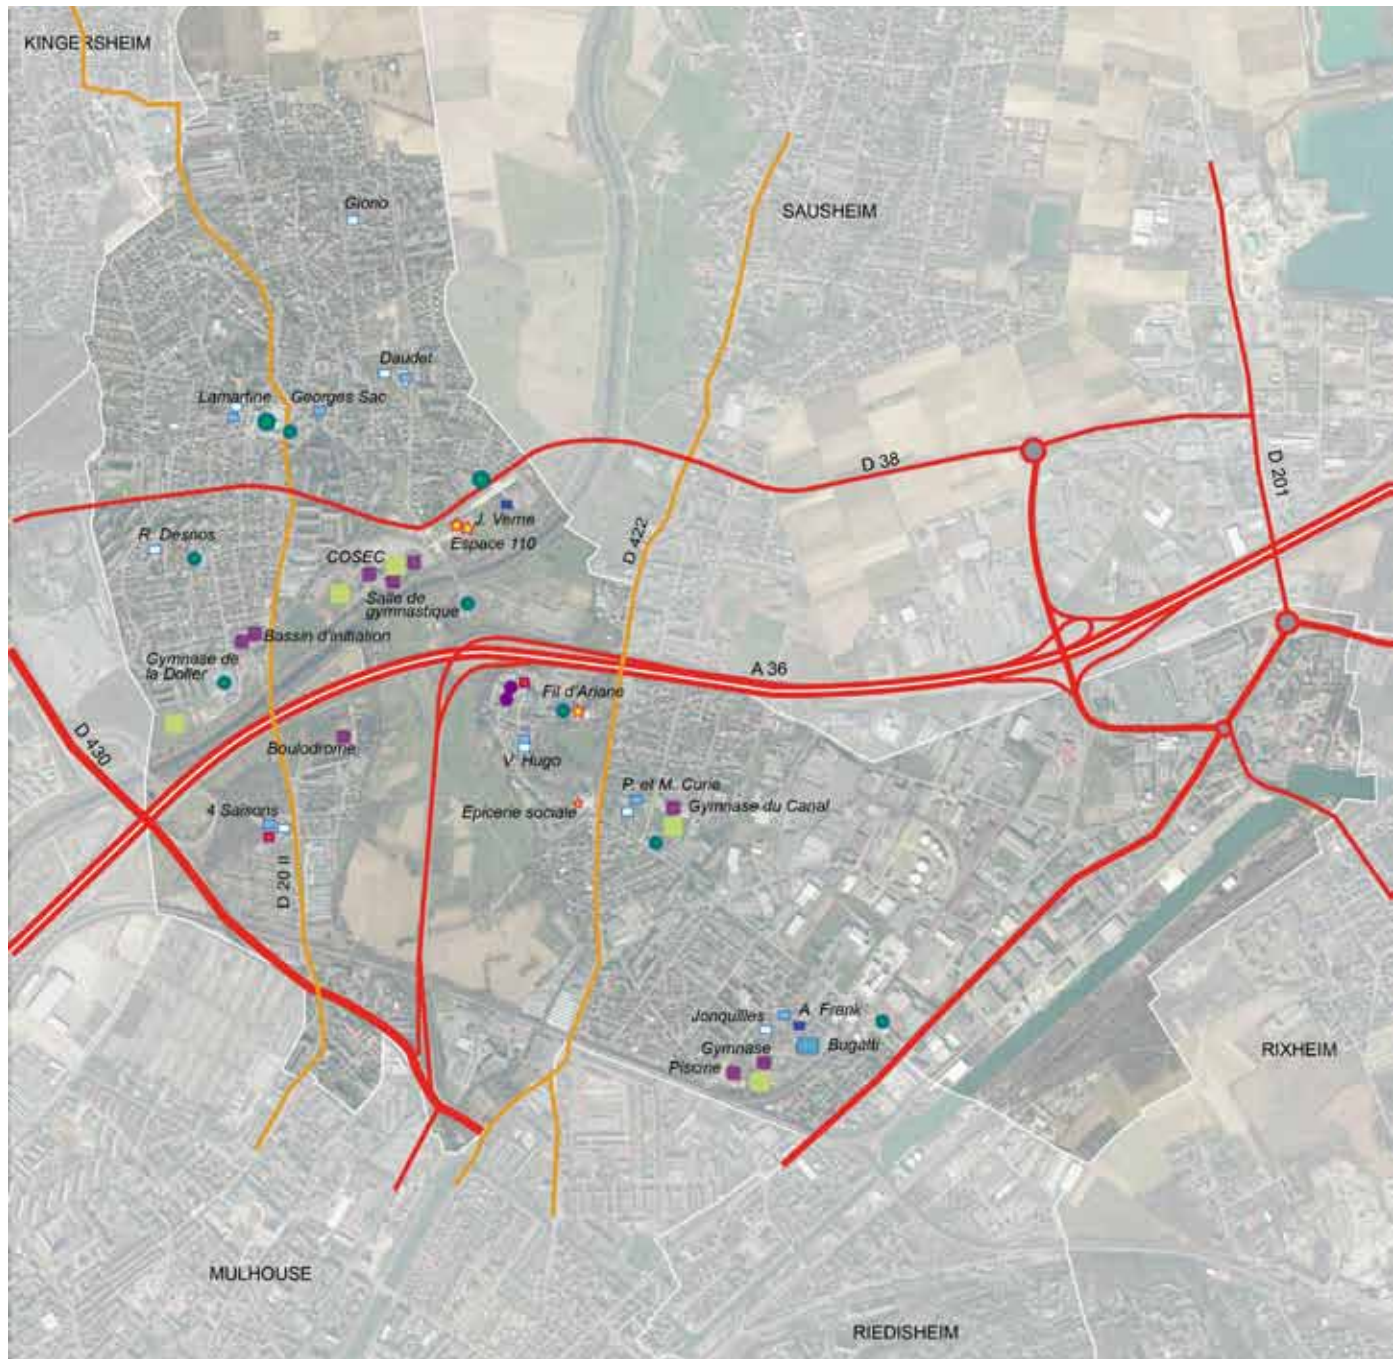 KINGERSHEIM
Giono
SAUSHEIM
Daudet
Lamartine
Georges Sac
D 38
D 201
J. Verne
Espace 110
D 422
R. Desnos
COSEC
Salle de
gymnastique
Bassin d'initiation
Gymnase de
la Doller
A 36
Fil d'Ariane
D 430
Boulodrome
V. Hugo
P. et M. Curie
4 Saisons
Epicerie sociale
Gymnase du Canal
D 20 II
Jonquilles
A. Frank
Bugatti
Gymnase
Piscine
RIXHEIM
MULHOUSE
RIEDISHEIM